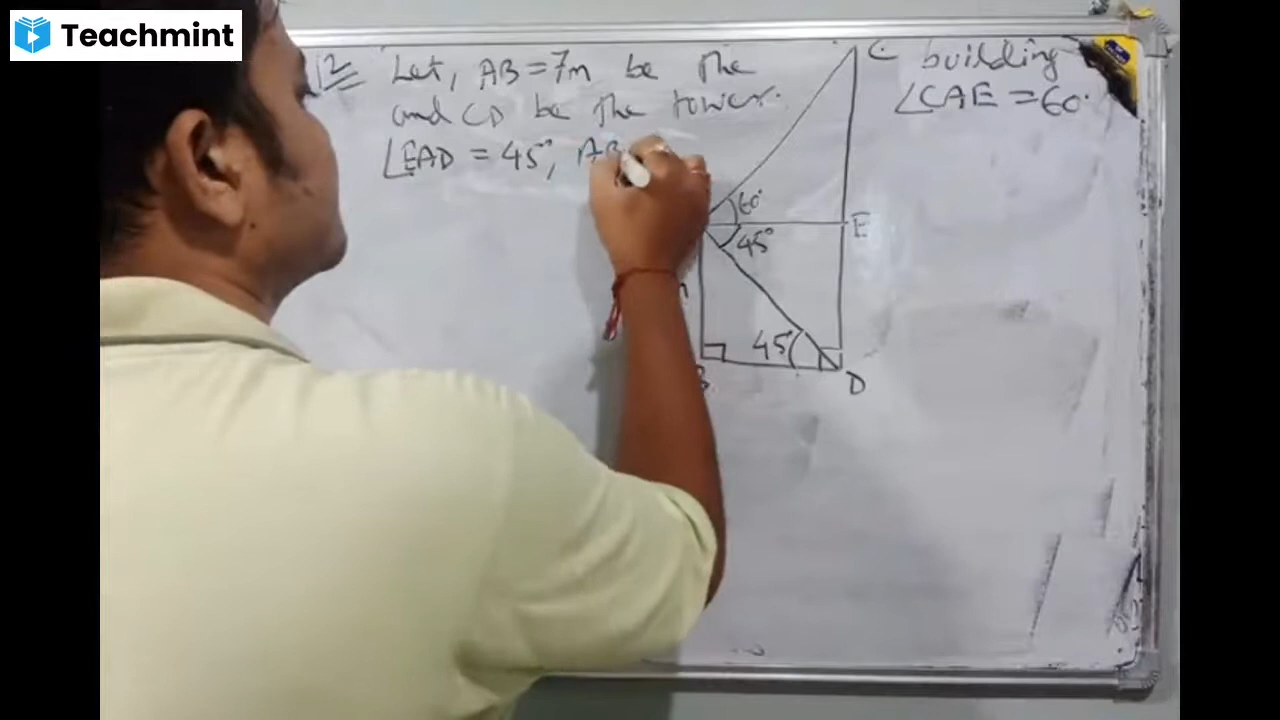 Teachmint
12 Let, AB = 7m be the building
and CD be the tower. ∠CAE = 60°
∠EAD = 45°, AB
C
60°
E
45°
45°
B
D